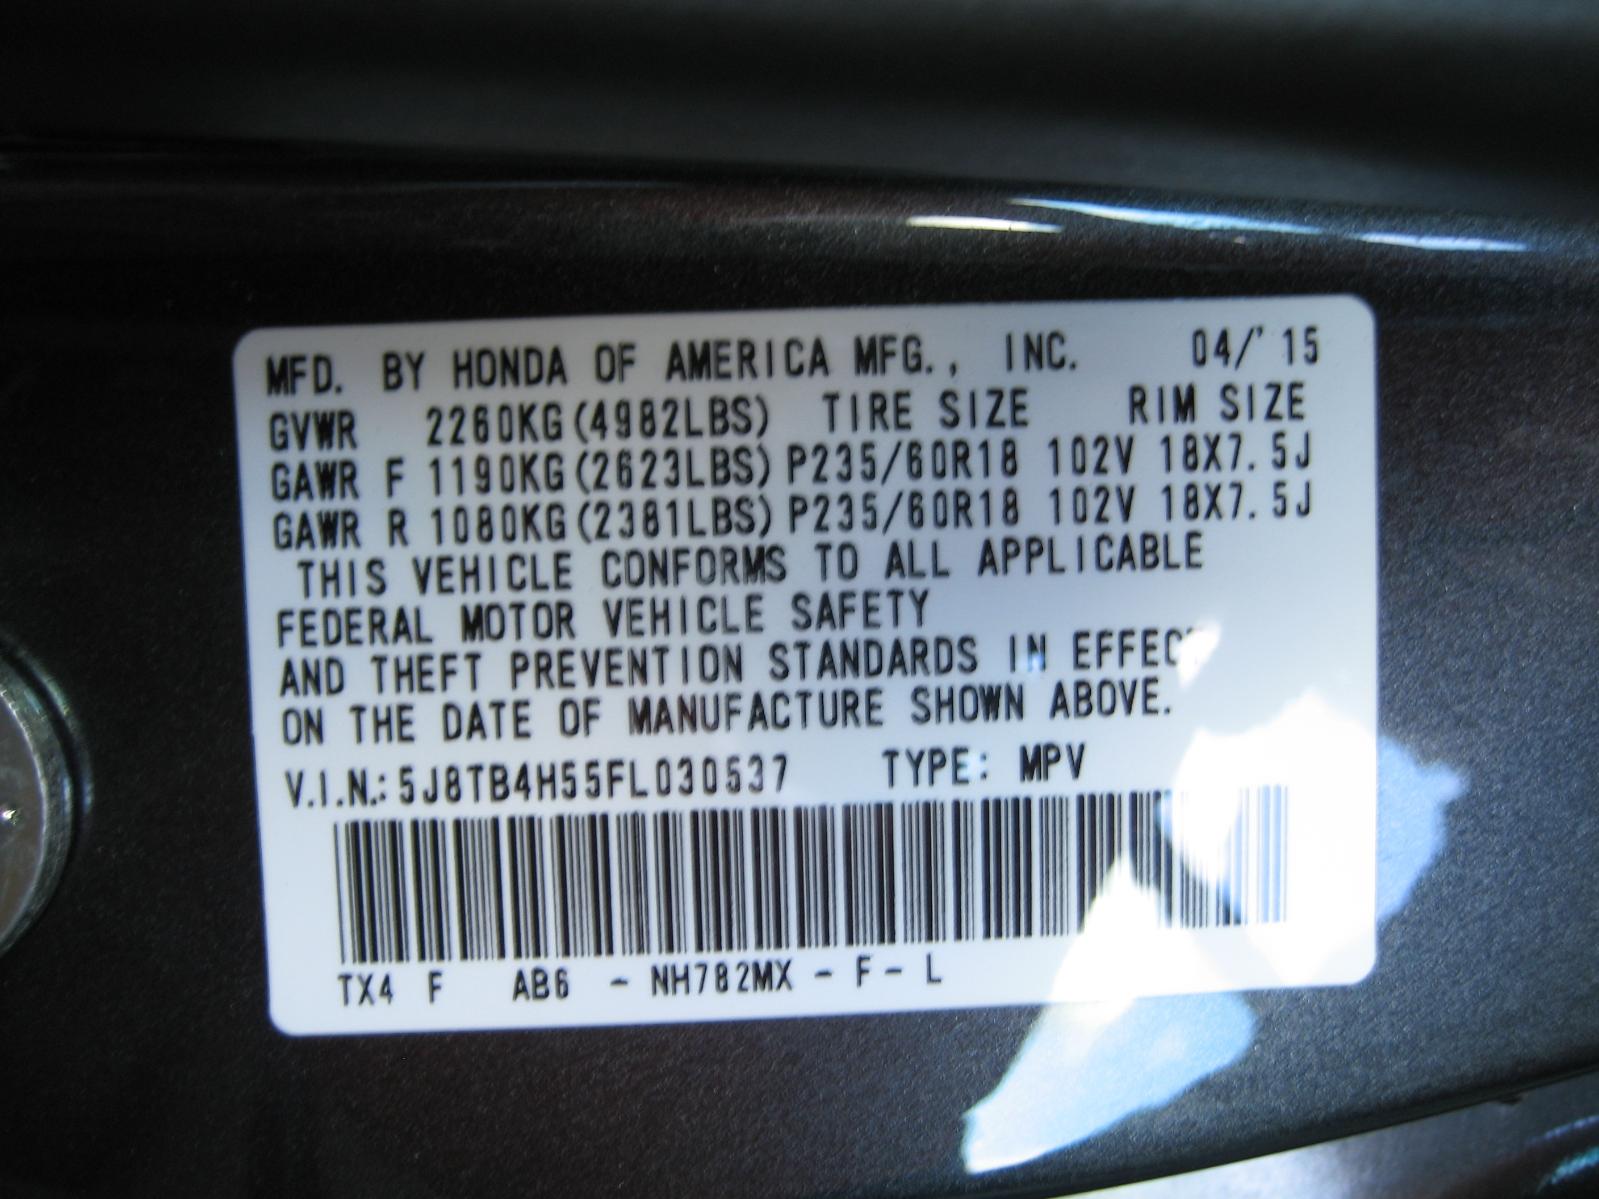 MFD. BY HONDA OF AMERICA MFG., INC. 04/'15
GVWR 2260KG(4982LBS) TIRE SIZE RIM SIZE
GAWR F 1190KG(2623LBS) P235/60R18 102V 18X7.5J
GAWR R 1080KG(2381LBS) P235/60R18 102V 18X7.5J
THIS VEHICLE CONFORMS TO ALL APPLICABLE
FEDERAL MOTOR VEHICLE SAFETY
AND THEFT PREVENTION STANDARDS IN EFFECT
ON THE DATE OF MANUFACTURE SHOWN ABOVE.
V.I.N.: 5J8TB4H55FL030537 TYPE: MPV
TX4 F AB6 - NH782MX - F - L